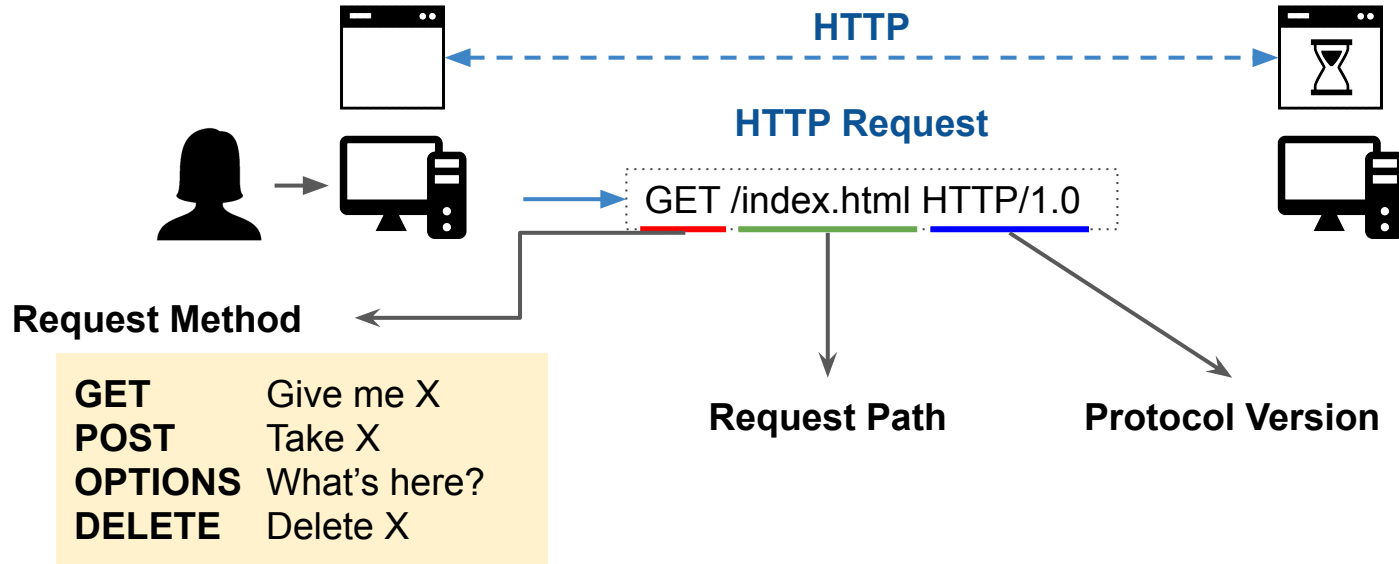 HTTP
HTTP Request
GET /index.html HTTP/1.0
Request Method
GET Give me X
POST Take X
OPTIONS What's here?
DELETE Delete X
Request Path
Protocol Version